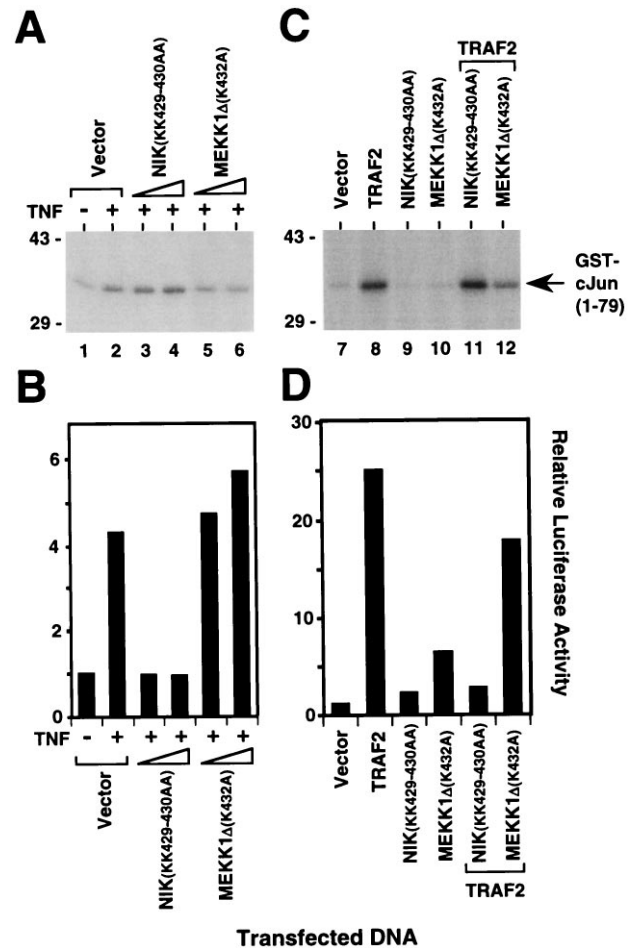 A
Vector
NIK(KK429-430AA)
MEKK1Δ(K432A)
TNF - + + + + +
43 -
29 -
1 2 3 4 5 6
C
TRAF2
Vector
TRAF2
NIK(KK429-430AA)
MEKK1Δ(K432A)
NIK(KK429-430AA)
MEKK1Δ(K432A)
43 -
29 -
GST-
cJun
(1-79)
7 8 9 10 11 12
B
6
4
2
0
TNF - + + + + +
Vector
NIK(KK429-430AA)
MEKK1Δ(K432A)
D
30
20
10
0
Relative Luciferase Activity
Vector
TRAF2
NIK(KK429-430AA)
MEKK1Δ(K432A)
NIK(KK429-430AA)
MEKK1Δ(K432A)
TRAF2
Transfected DNA